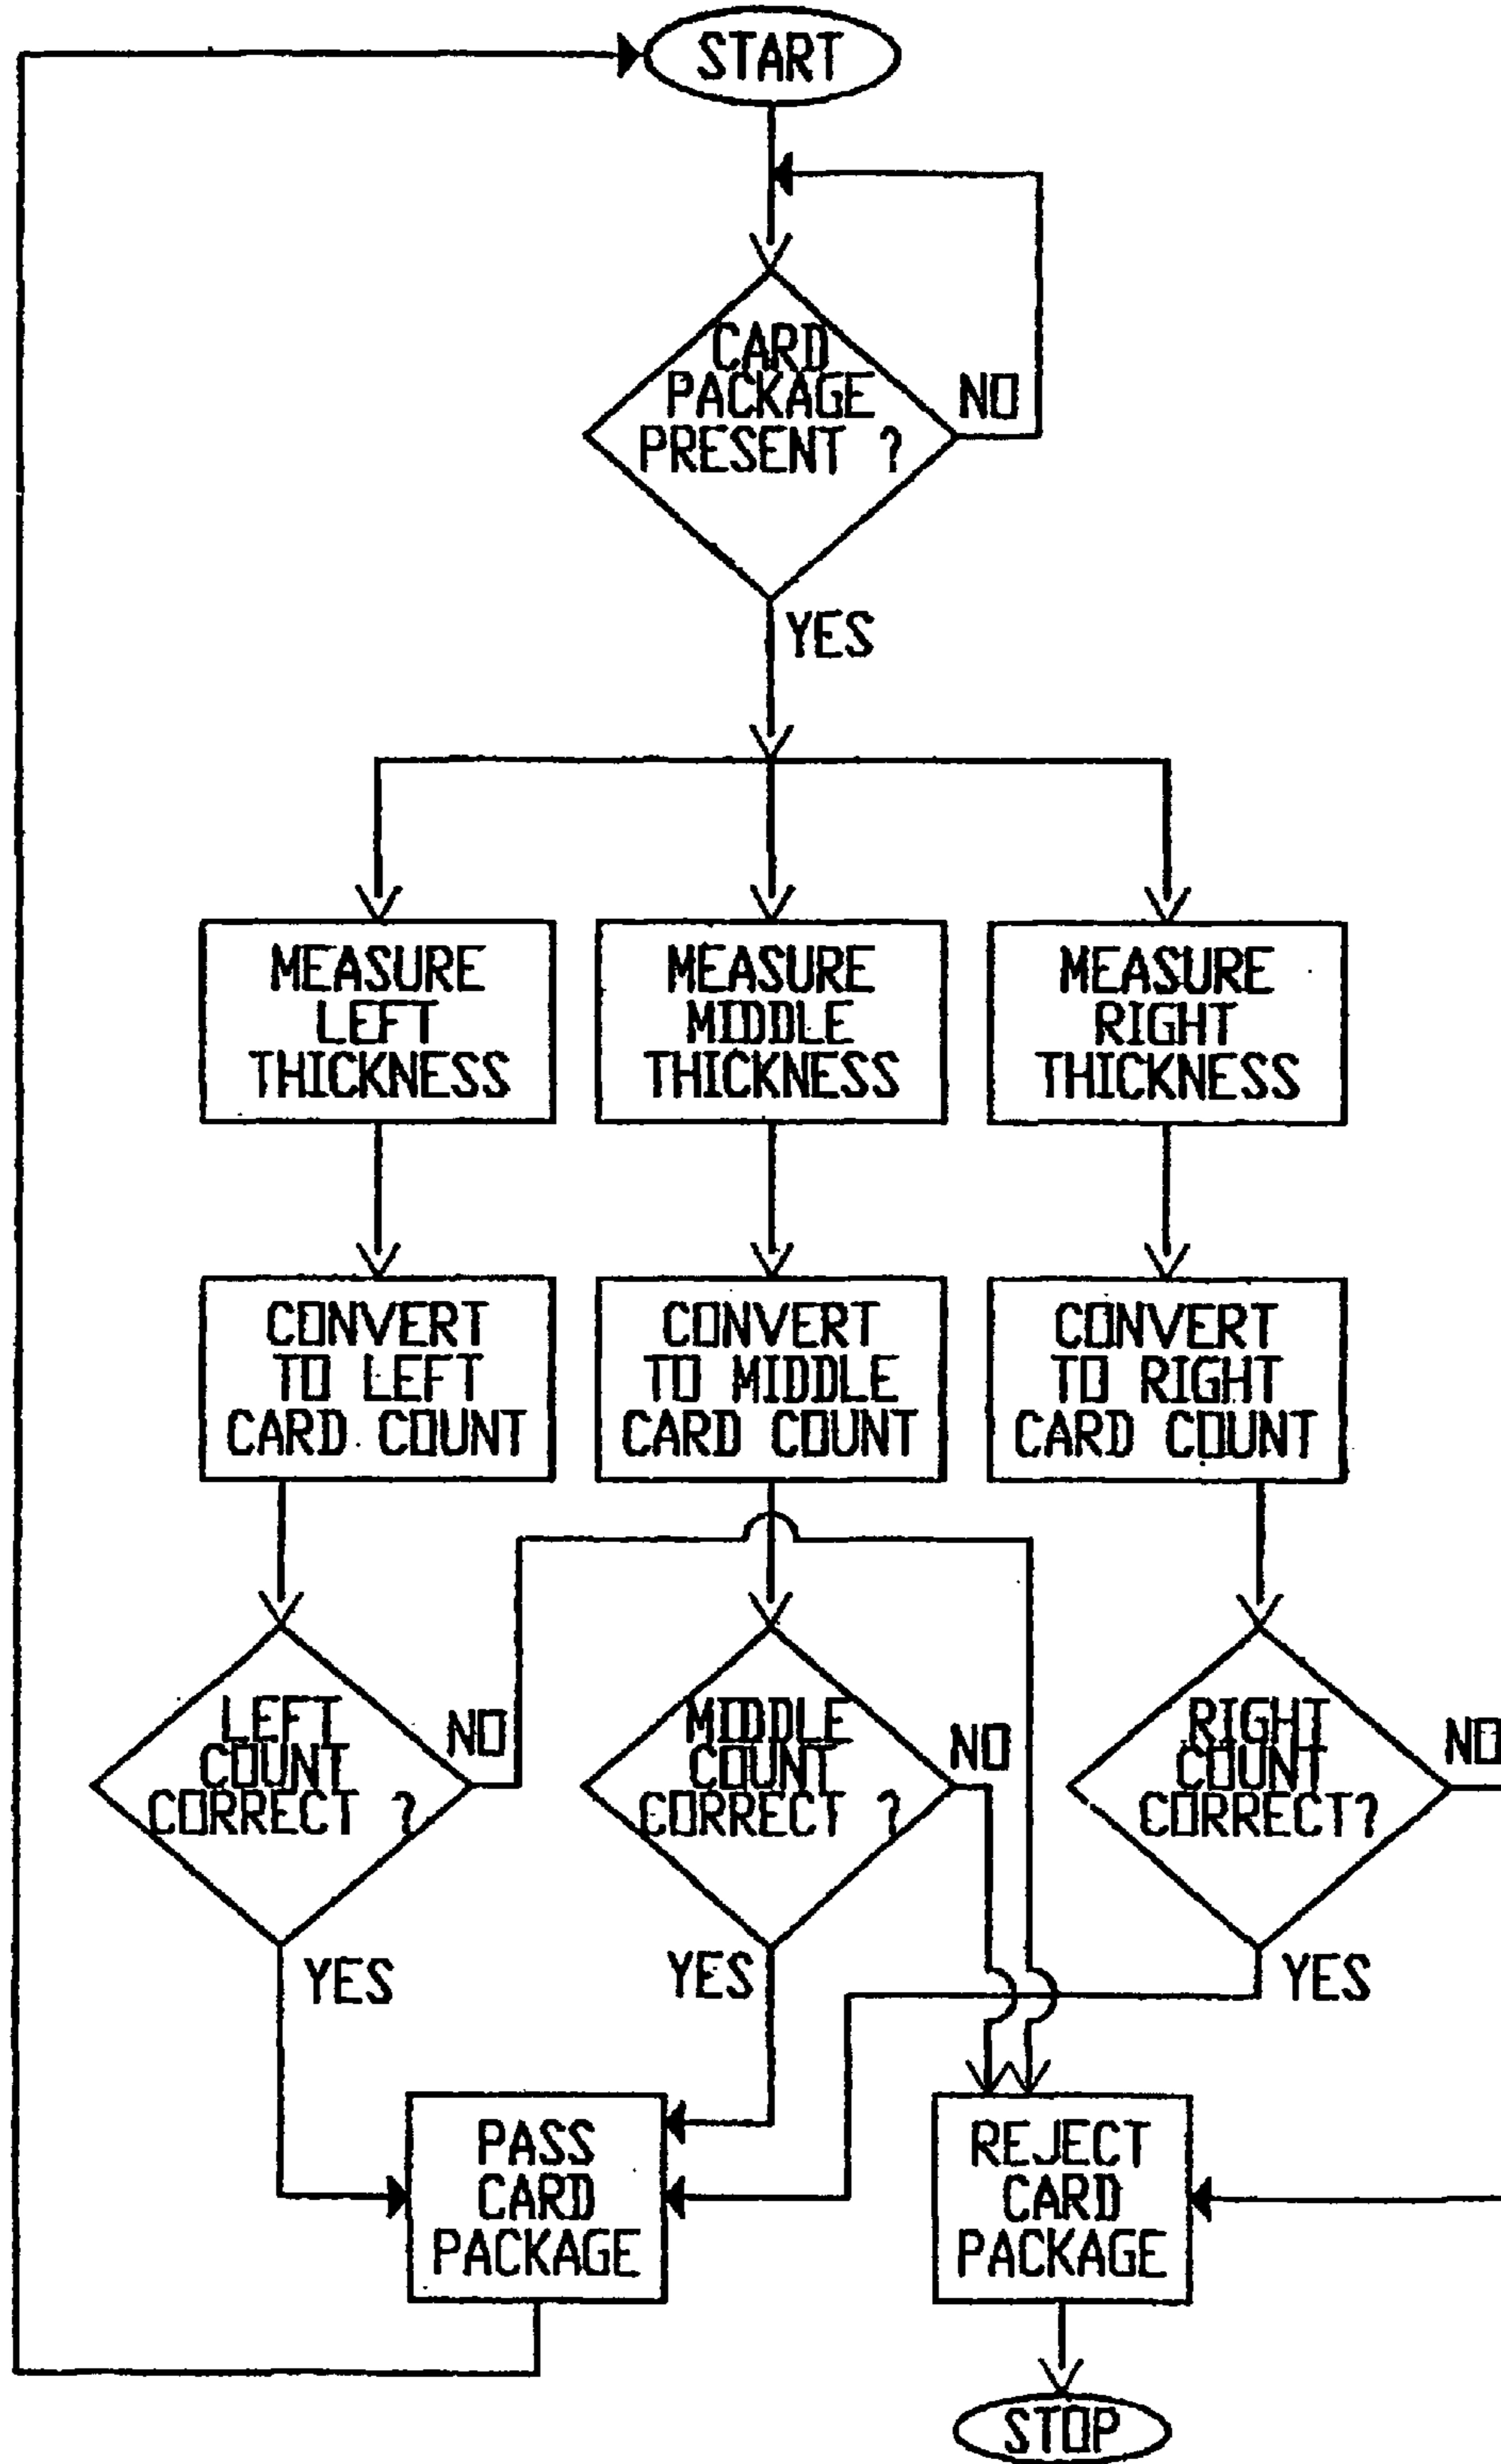 START
CARD
PACKAGE
PRESENT ?
NO
YES
MEASURE
LEFT
THICKNESS
MEASURE
MIDDLE
THICKNESS
MEASURE
RIGHT
THICKNESS
CONVERT
TO LEFT
CARD COUNT
CONVERT
TO MIDDLE
CARD COUNT
CONVERT
TO RIGHT
CARD COUNT
LEFT
COUNT
CORRECT ?
NO
MIDDLE
COUNT
CORRECT ?
NO
RIGHT
COUNT
CORRECT?
NO
YES
YES
YES
PASS
CARD
PACKAGE
REJECT
CARD
PACKAGE
STOP